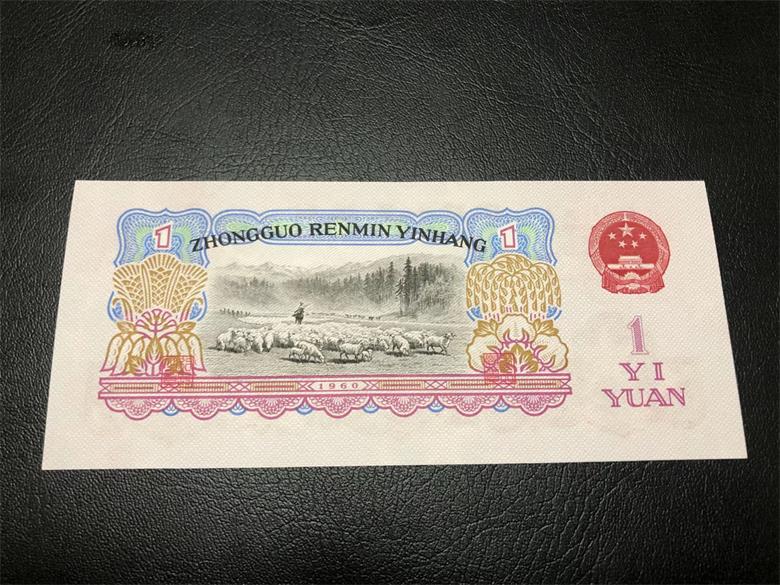 1
ZHONGGUO RENMIN YINHANG
1
1960
1
YI
YUAN